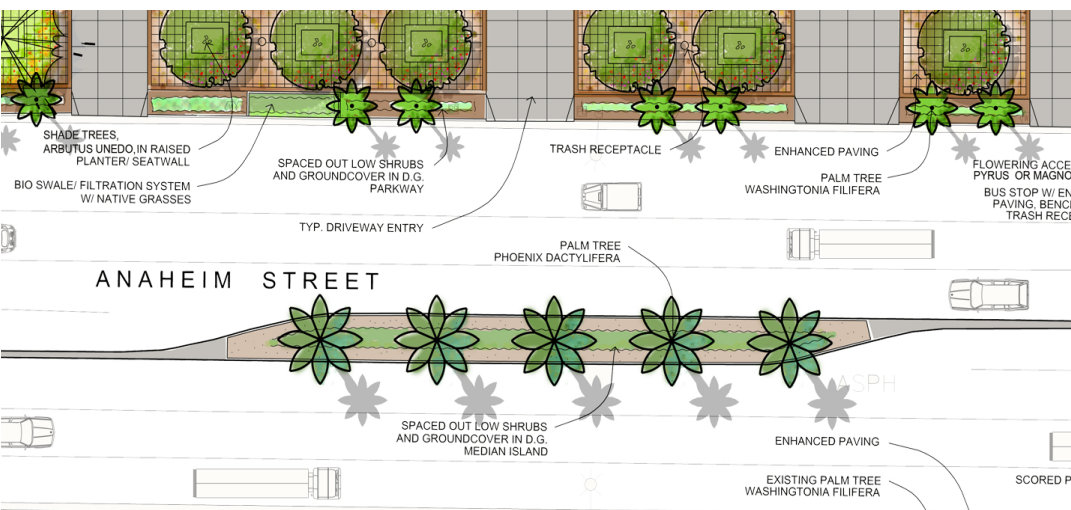 SHADE TREES,
ARBUTUS UNEDO, IN RAISED
PLANTER/ SEATWALL
BIO SWALE/ FILTRATION SYSTEM
W/ NATIVE GRASSES
SPACED OUT LOW SHRUBS
AND GROUNDCOVER IN D.G.
PARKWAY
TYP. DRIVEWAY ENTRY
TRASH RECEPTACLE
ENHANCED PAVING
PALM TREE
WASHINGTONIA FILIFERA
FLOWERING ACCE
PYRUS OR MAGNO
BUS STOP W/ EN
PAVING, BENC
TRASH RECE
PALM TREE
PHOENIX DACTYLIFERA
ANAHEIM STREET
ASPH
SPACED OUT LOW SHRUBS
AND GROUNDCOVER IN D.G.
MEDIAN ISLAND
ENHANCED PAVING
EXISTING PALM TREE
WASHINGTONIA FILIFERA
SCORED P